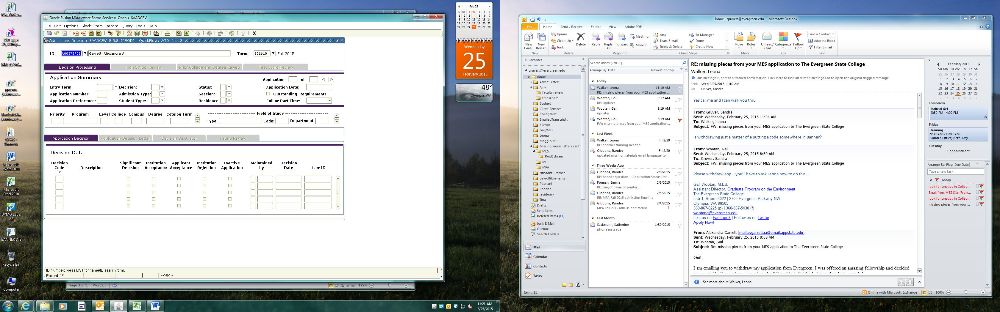 What-Inthe...
MIT apps
MES_GPAC...
gruvers
(hurricane...
GraduateSt...
(hurricane)...
GPAC -
Shortcut
Microsoft
Word 2010
Microsoft
Excel 2010
DYMO Label
v.8
BANNER INB
Recycle Bin
Computer
Oracle Fusion Middleware Forms Services: Open > SAADCRV
File Edit Options Block Item Record Query Tools Help
Admissions Decision SAADCRV 8.5.8 (PROD) QuickFlow: WTD: 1 of 3
ID: A00375708 Garrett, Alexandra A. Term: 201610 Fall 2015
Decision Processing High School Review Prior College and Degree Review Test Score Review
Application Summary
Application of
Entry Term: Decision: Status: Application Date:
Application Number: Admission Type: Session: Outstanding Requirements
Application Preference: Student Type: Residence: Full or Part Time:
Priority Program Level College Campus Degree Catalog Term
Field of Study
Type: Code: Department:
Application Decision Application Decision Letter Decision Calculator Rating Review
Decision Data
Decision Code Description Significant Decision Institution Acceptance Applicant Acceptance Institution Rejection Inactive Application Maintained by Decision Date User ID
ID Number; press LIST for name/ID search form.
Record: 1/1 ... <OSC>
Page: 1 of 1 Words: 8 125%
Feb 15
S M T W T F S
1 2 3 4 5 6 7
8 9 10 11 12 13 14
15 16 17 18 19 20 21
22 23 24 25 26 27 28
Wednesday
25
February 2015
48°
Olympia, WA
11:21 AM
2/25/2015
Inbox - gruvers@evergreen.edu - Microsoft Outlook
File Home Send / Receive Folder View Adobe PDF
New E-mail
New Items
New
Ignore
Clean Up
Junk
Delete
Delete
Reply
Reply All
Forward
Meeting
More
Respond
Amy
Team E-mail
Reply & Delete
To Manager
Done
Create New
Quick Steps
Move
Rules
Move
Unread/ Read
Categorize
Follow Up
Tags
Find a Contact
Address Book
Filter E-mail
Find
Favorites
gruvers@evergreen.edu
Inbox
Admit Letters
Amy
faculty review
transcripts
Budget
Client Services
CollegeNet
EmailedTranscripts
eScript
Gail/MES
Leona
Maggie/MIT
Missing Pieces letters sent
MES
ReidSchram
MIT
MPA
NtlStdntClrnthse
payroll&benefits
Puanani
Randee
residency
Tina
Drafts
Sent Items
Deleted Items (11)
Junk E-Mail
Outbox
Search Folders
Mail
Calendar
Contacts
Tasks
Items: 11
Search Inbox (Ctrl+E)
Arrange By: Date Newest on top
Today
Walker, Leona 11:10 AM
RE: missing pieces from your MES application ...
Wootan, Gail 9:32 AM
RE: updates
Wootan, Gail 9:19 AM
updates
Wootan, Gail 8:59 AM
FW: missing pieces from your MES application...
Last Week
Walker, Leona Fri 2/20
RE: another training needed
Gibbons, Randee Fri 2/20
updated missing materials email language to ...
Three Weeks Ago
Gibbons, Randee 2/5/2015
RE: Banner question -- Application Status Dat...
Forman, Emmie 2/5/2015
RE: forgot name of printer ...
Gibbons, Randee 2/5/2015
RE: MPA Fall 2015 admission timeline
Gibbons, Randee 2/4/2015
MPA Fall 2015 admission timeline
Last Month
Sackmann, Katherine 1/30/2015
phone message
RE: missing pieces from your MES application to The Evergreen State College
Walker, Leona
This message is part of a tracked conversation. Click here to find all related messages or to open the original flagged message.
Sent: Wed 2/25/2015 11:10 AM
To: Gruver, Sandra
Yes call me and I can walk you thru
From: Gruver, Sandra
Sent: Wednesday, February 25, 2015 11:04 AM
To: Walker, Leona
Subject: FW: missing pieces from your MES application to The Evergreen State College
Is withdrawing just a matter of a putting a code somewhere in Banner?
From: Wootan, Gail
Sent: Wednesday, February 25, 2015 8:59 AM
To: Gruver, Sandra
Subject: FW: missing pieces from your MES application to The Evergreen State College
Please withdraw app – you'll have to ask Leona how to do this...
Gail Wootan, M.Ed.
Assistant Director, Graduate Program on the Environment
The Evergreen State College
Lab 1, Room 3022 | 2700 Evergreen Parkway NW
Olympia, WA 98505
360-867-6225 (p) | 360-867-5430 (f)
wootang@evergreen.edu
Like us on Facebook | Follow us on Twitter
Apply Now!
From: Alexandra Garrett [mailto:garrettaa@email.appstate.edu]
Sent: Wednesday, February 25, 2015 8:08 AM
To: Wootan, Gail
Subject: Re: missing pieces from your MES application to The Evergreen State College
Gail,
I am emailing you to withdraw my application from Evergreen. I was offered an amazing fellowship and decided
See more about: Walker, Leona.
Online with Microsoft Exchange 100%
February 2015
Su Mo Tu We Th Fr Sa
25 26 27 28 29 30 31
1 2 3 4 5 6 7
8 9 10 11 12 13 14
15 16 17 18 19 20 21
22 23 24 25 26 27 28
1 2 3 4 5 6 7
Tomorrow
haircut @4
3:30 PM - 4:00 PM
Friday
Training
9:30 AM - 11:00 AM
Sandi's Office; Betz, Amy
Tuesday
1 appointment
Arrange By: Flag: Due Date
Type a new task
Today
look for unsubs in Colleg...
Email from MES Site (From...
look for unsubs in Colleg...
missing pieces from your ...